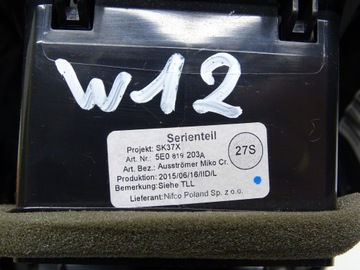 W12
Serienteil
Projekt: SK37X
Art. Nr.: 5E0 819 203A
27S
Art. Bez.: Ausströmer Miko Cr.
Produktion: 2015/06/16/IID/L
Bemerkung: Siehe TLL
Lieferant: Nifco Poland Sp. z o.o.